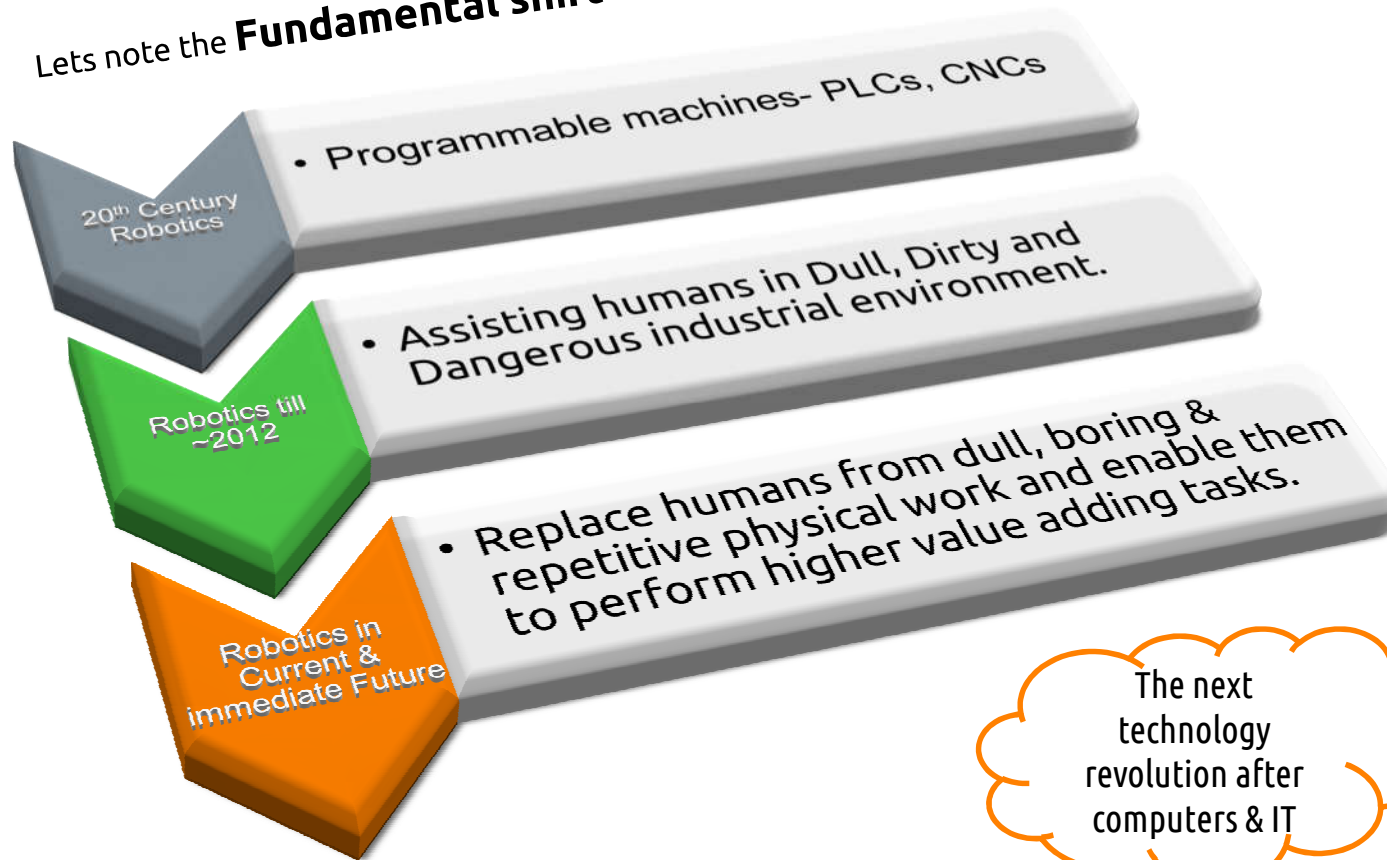 Lets note the Fundamental shift
• Programmable machines- PLCs, CNCs
20th Century
Robotics
• Assisting humans in Dull, Dirty and
Dangerous industrial environment.
Robotics till
~2012
• Replace humans from dull, boring &
repetitive physical work and enable them
to perform higher value adding tasks.
Robotics in
Current &
immediate Future
The next
technology
revolution after
computers & IT